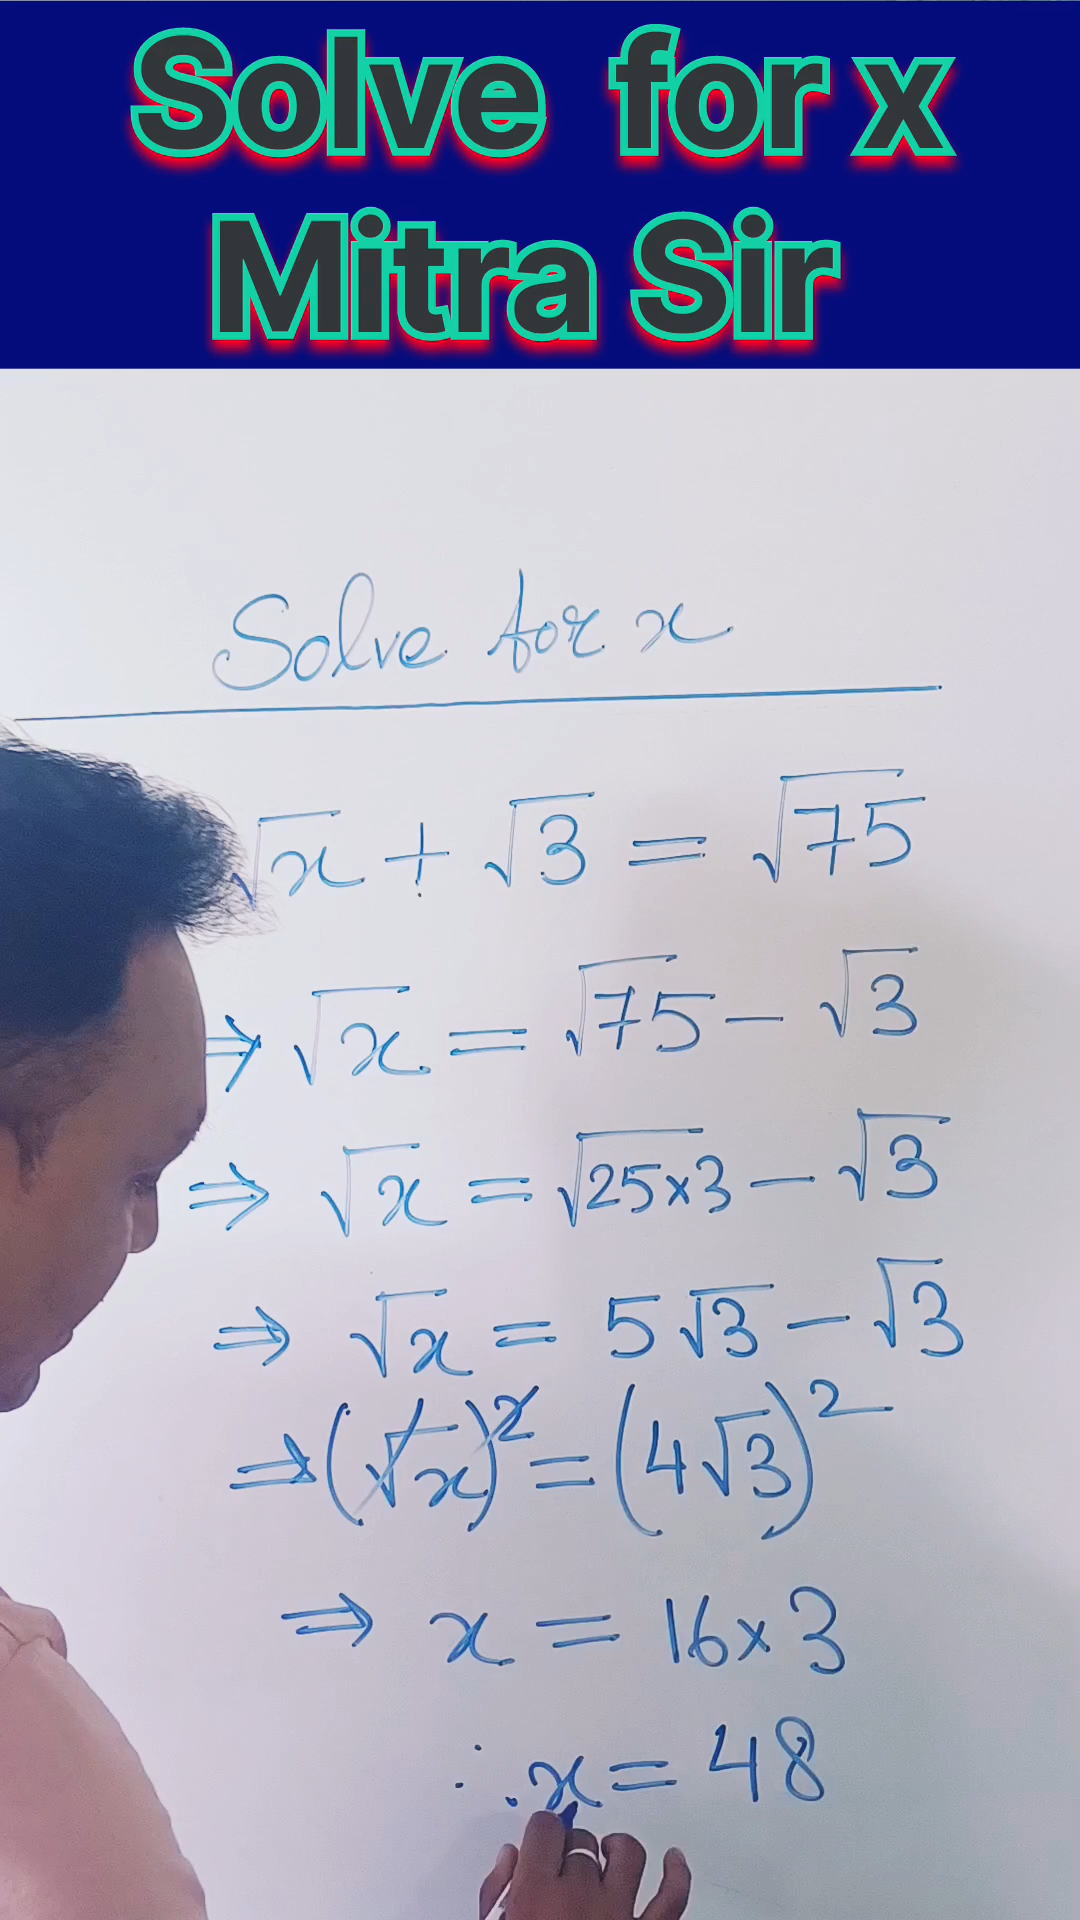 Solve for x
Mitra Sir
Solve for x
√x + √3 = √75
⇒ √x = √75 − √3
⇒ √x = √25×3 − √3
⇒ √x = 5√3 − √3
⇒ (√x)² = (4√3)²
⇒ x = 16×3
∴ x = 48